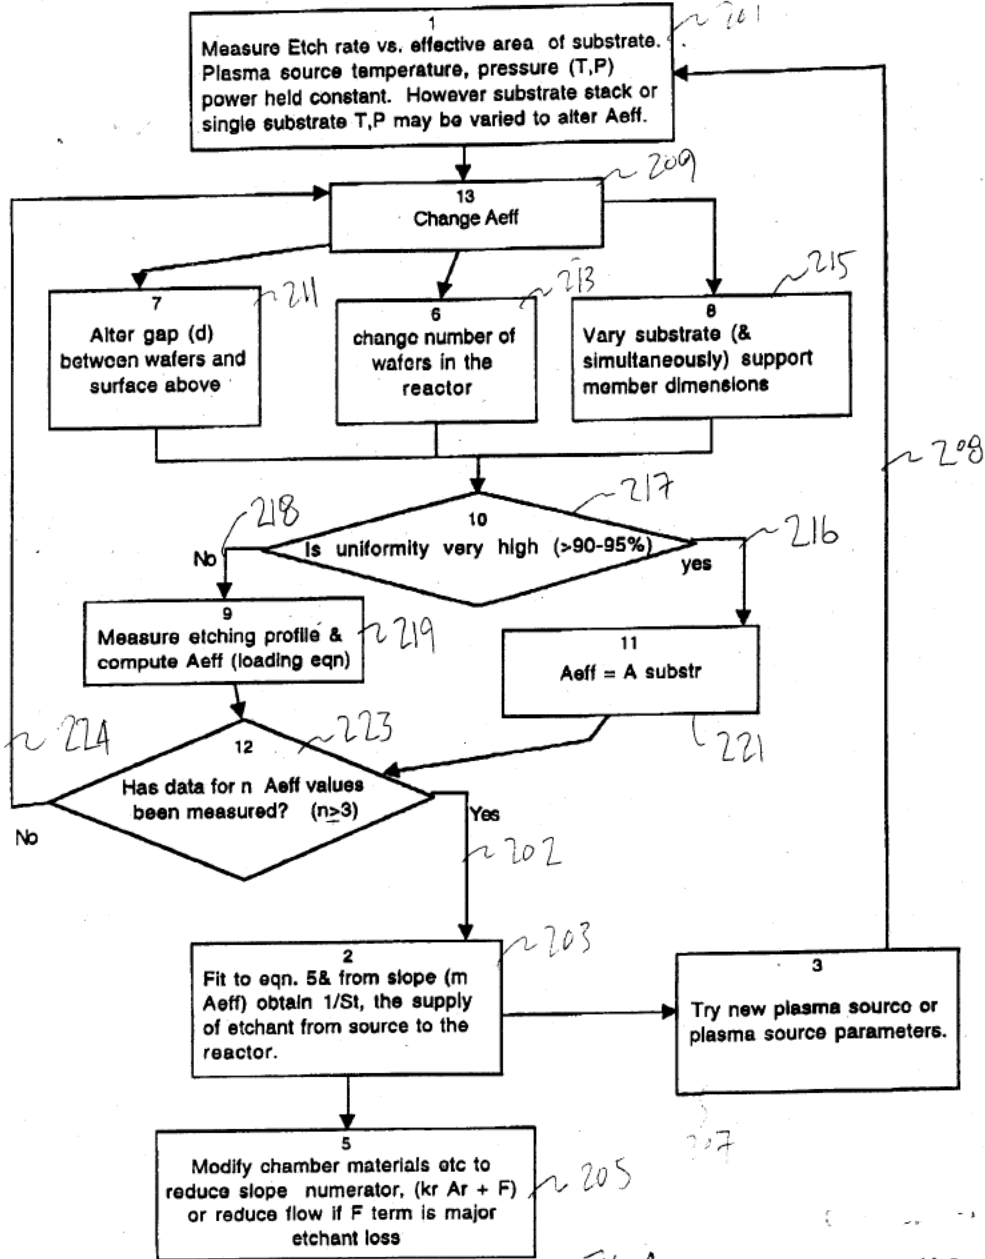 1
201
Measure Etch rate vs. effective area of substrate.
Plasma source temperature, pressure (T,P)
power held constant. However substrate stack or
single substrate T,P may be varied to alter Aeff.
209
13
Change Aeff
211
7
Alter gap (d)
between wafers and
surface above
213
6
change number of
wafers in the
reactor
215
8
Vary substrate (&
simultaneously) support
member dimensions
208
217
10
Is uniformity very high (>90-95%)
218
No
216
yes
9
Measure etching profile &
compute Aeff (loading eqn)
219
11
Aeff = A substr
221
224
223
12
Has data for n Aeff values
been measured? (n≥3)
No
Yes
202
203
2
Fit to eqn. 5& from slope (m
Aeff) obtain 1/St, the supply
of etchant from source to the
reactor.
3
Try new plasma source or
plasma source parameters.
207
5
Modify chamber materials etc to
reduce slope numerator, (kr Ar + F)
or reduce flow if F term is major
etchant loss
205